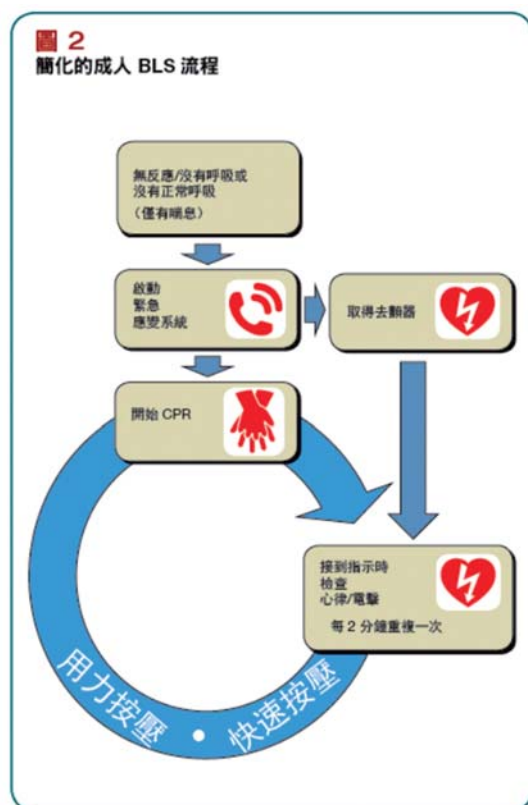 圖 2
簡化的成人 BLS 流程
無反應/沒有呼吸或
沒有正常呼吸
(僅有喘息)
啟動
緊急
應變系統
取得去顫器
開始 CPR
接到指示時
檢查
心律/電擊
每 2 分鐘重復一次
用力按壓 • 快速按壓